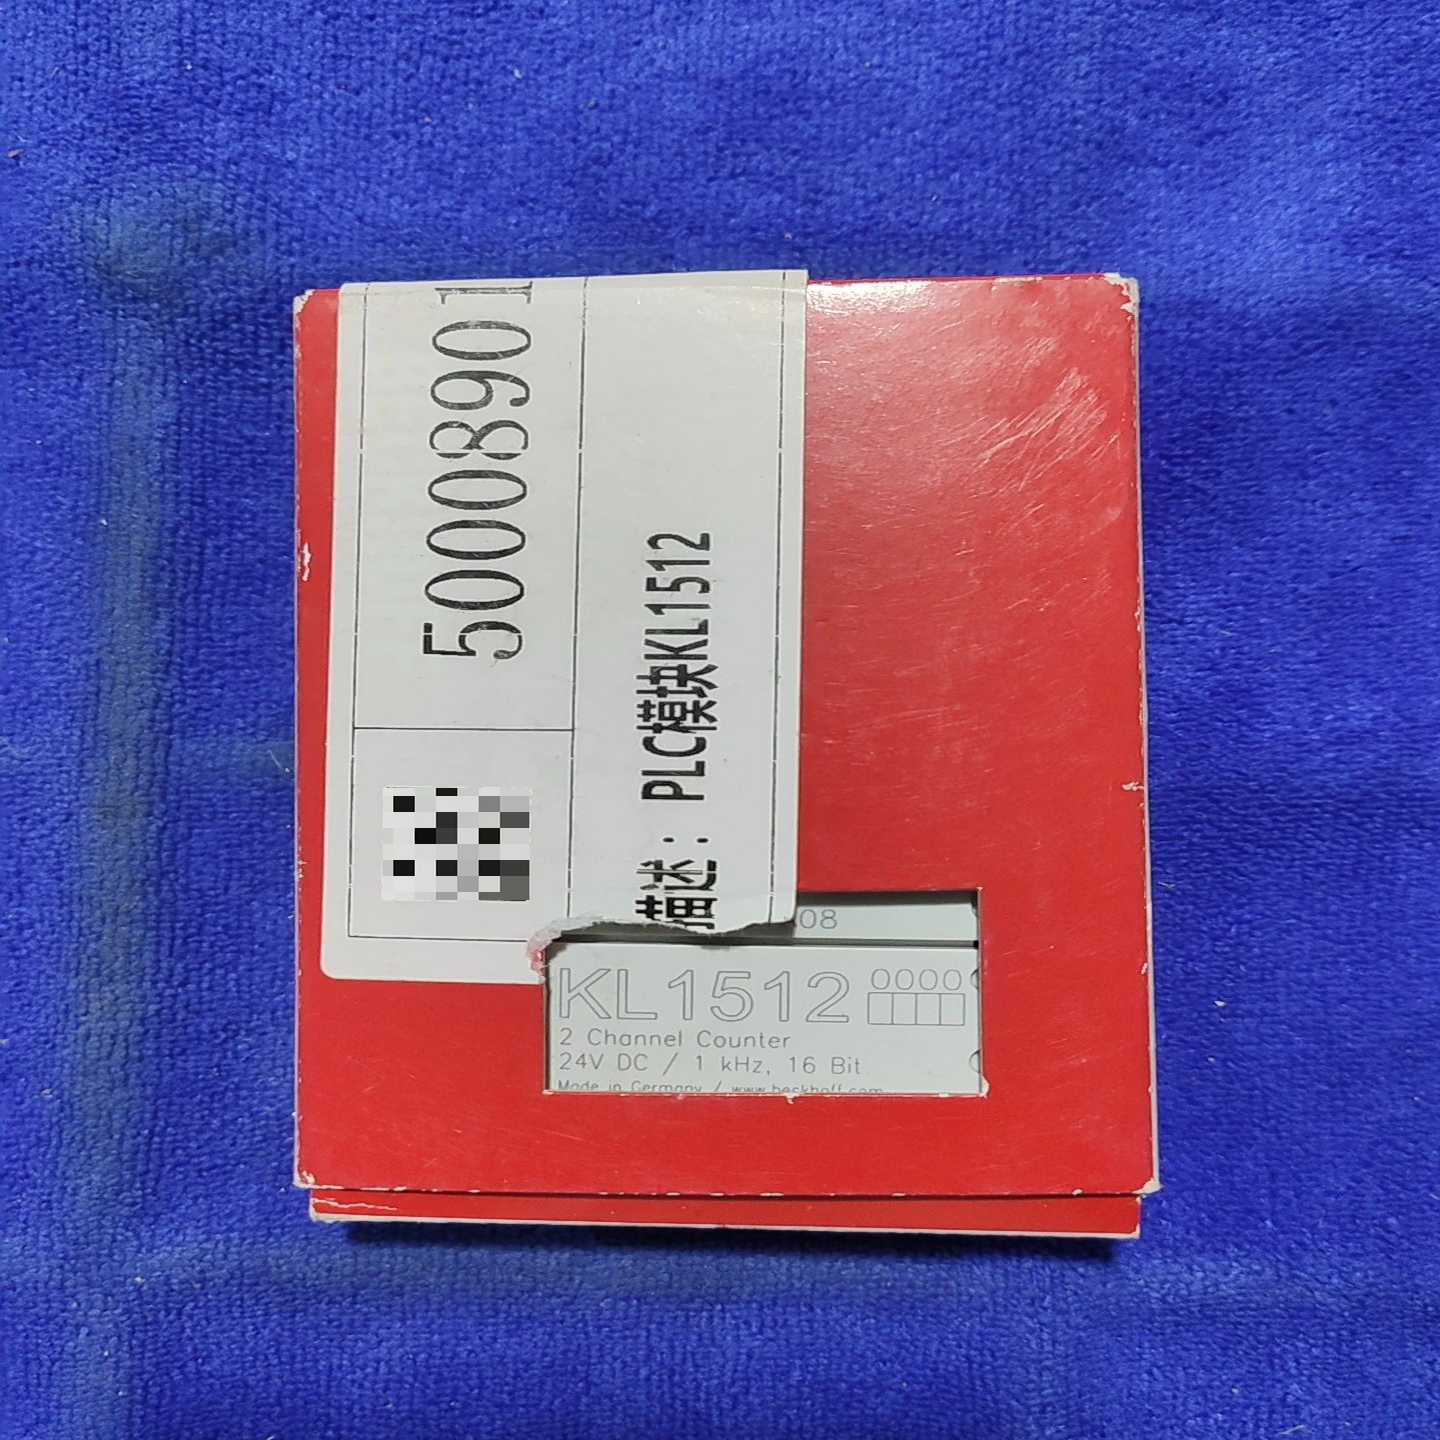 50008901
描述：PLC模块KL1512
08
KL1512
0000
2 Channel Counter
24V DC / 1 kHz, 16 Bit
Made in Germany / www.beckhoff.com